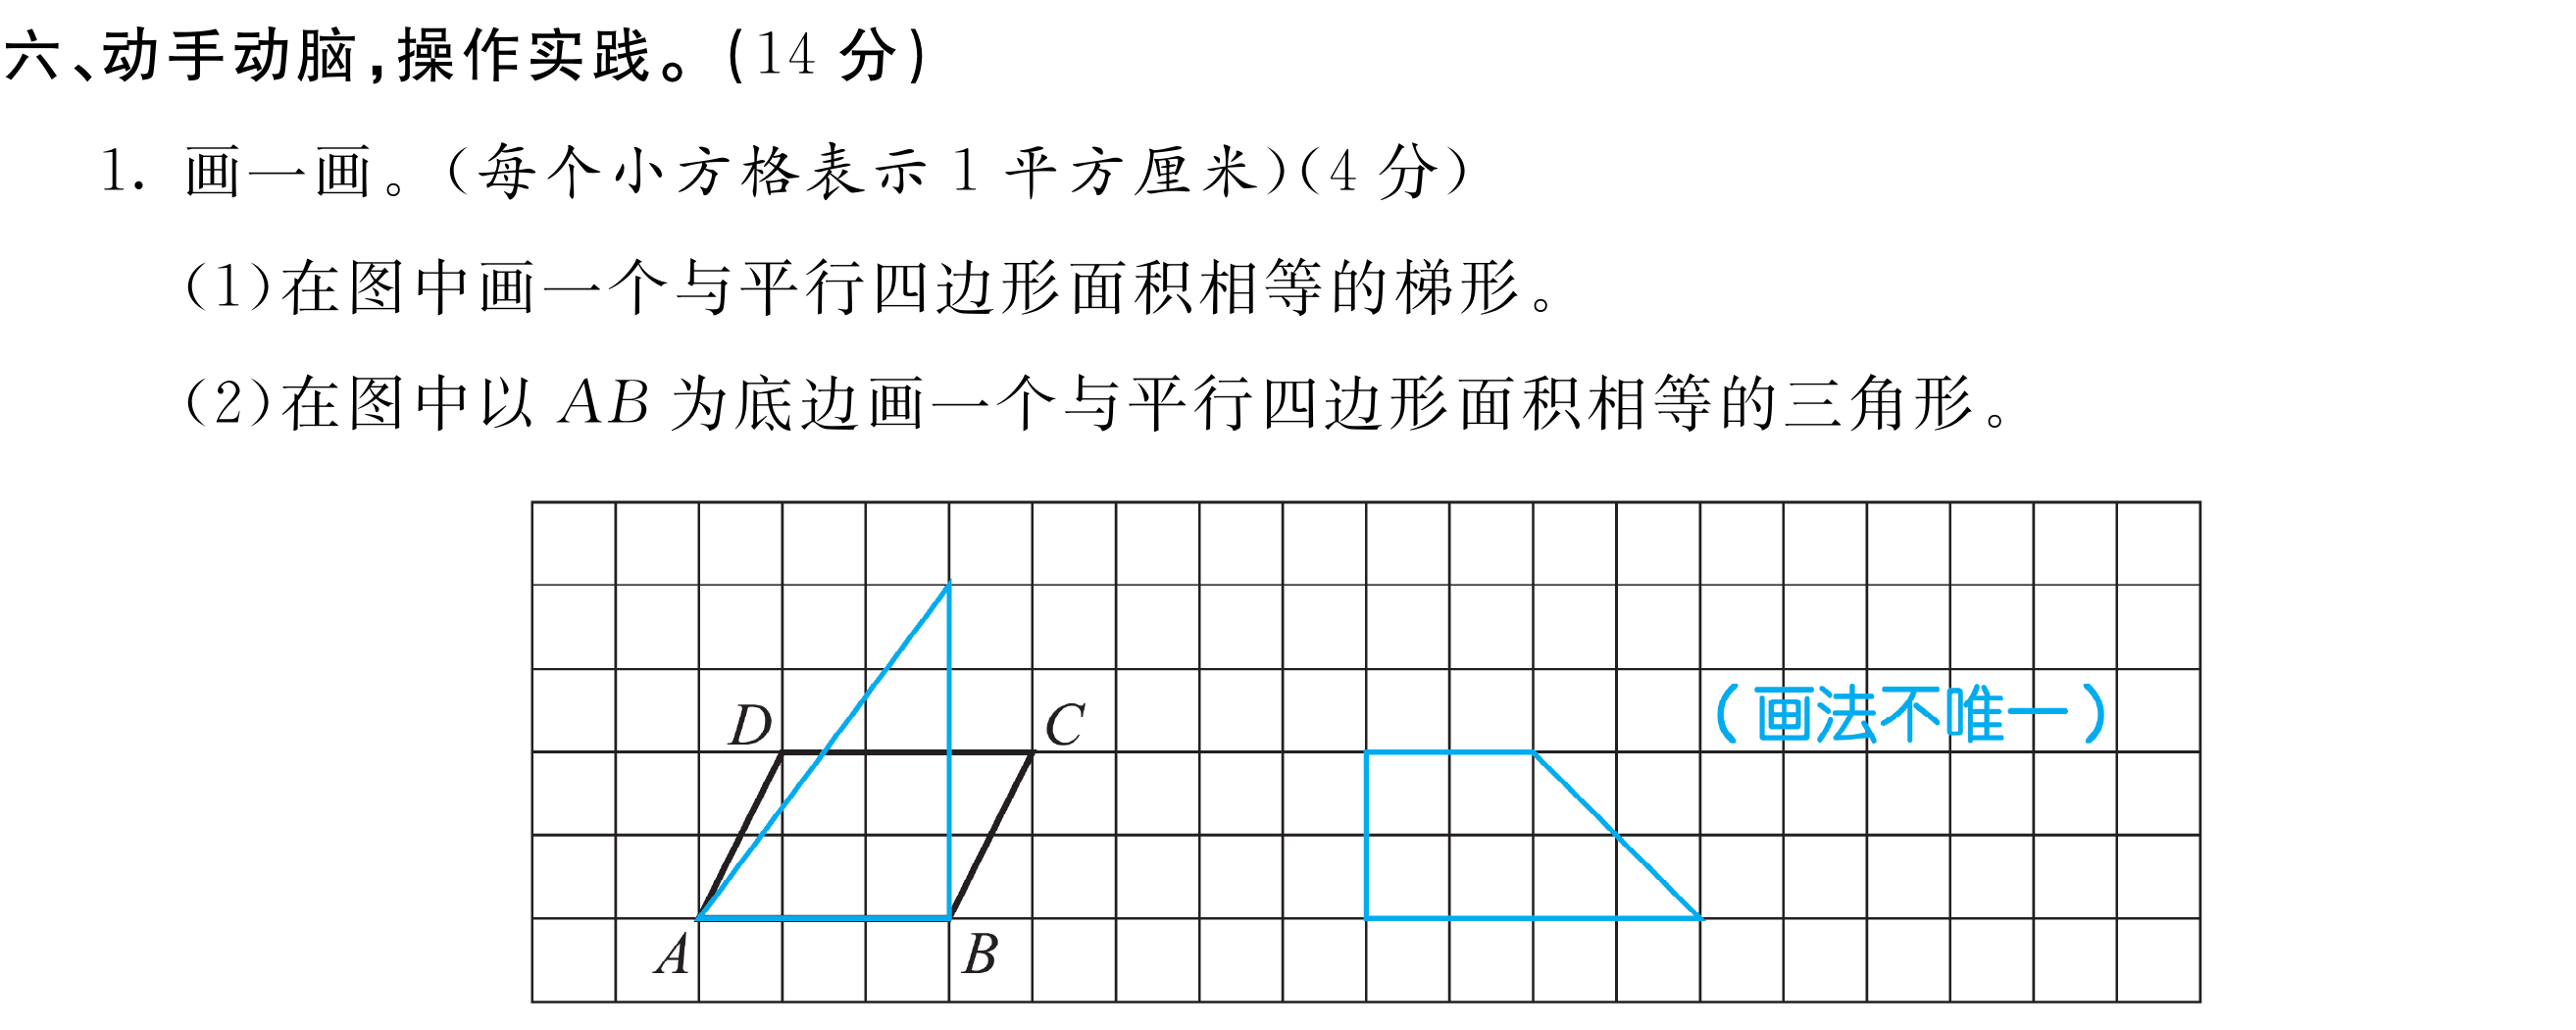 六、动手动脑,操作实践。(14 分)
1. 画一画。(每个小方格表示 1 平方厘米)(4 分)
(1)在图中画一个与平行四边形面积相等的梯形。
(2)在图中以 AB 为底边画一个与平行四边形面积相等的三角形。
D C (画法不唯一)
A B